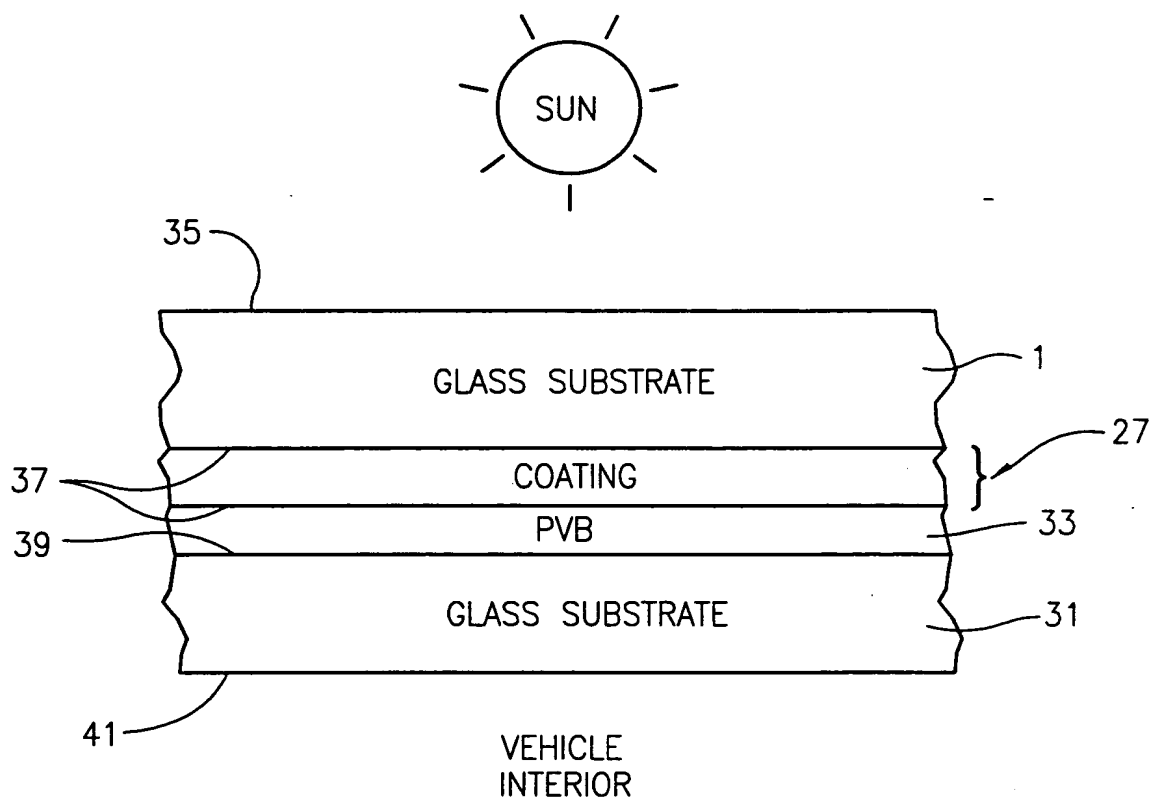 SUN
35
GLASS SUBSTRATE
1
27
COATING
37
PVB
33
39
GLASS SUBSTRATE
31
41
VEHICLE
INTERIOR